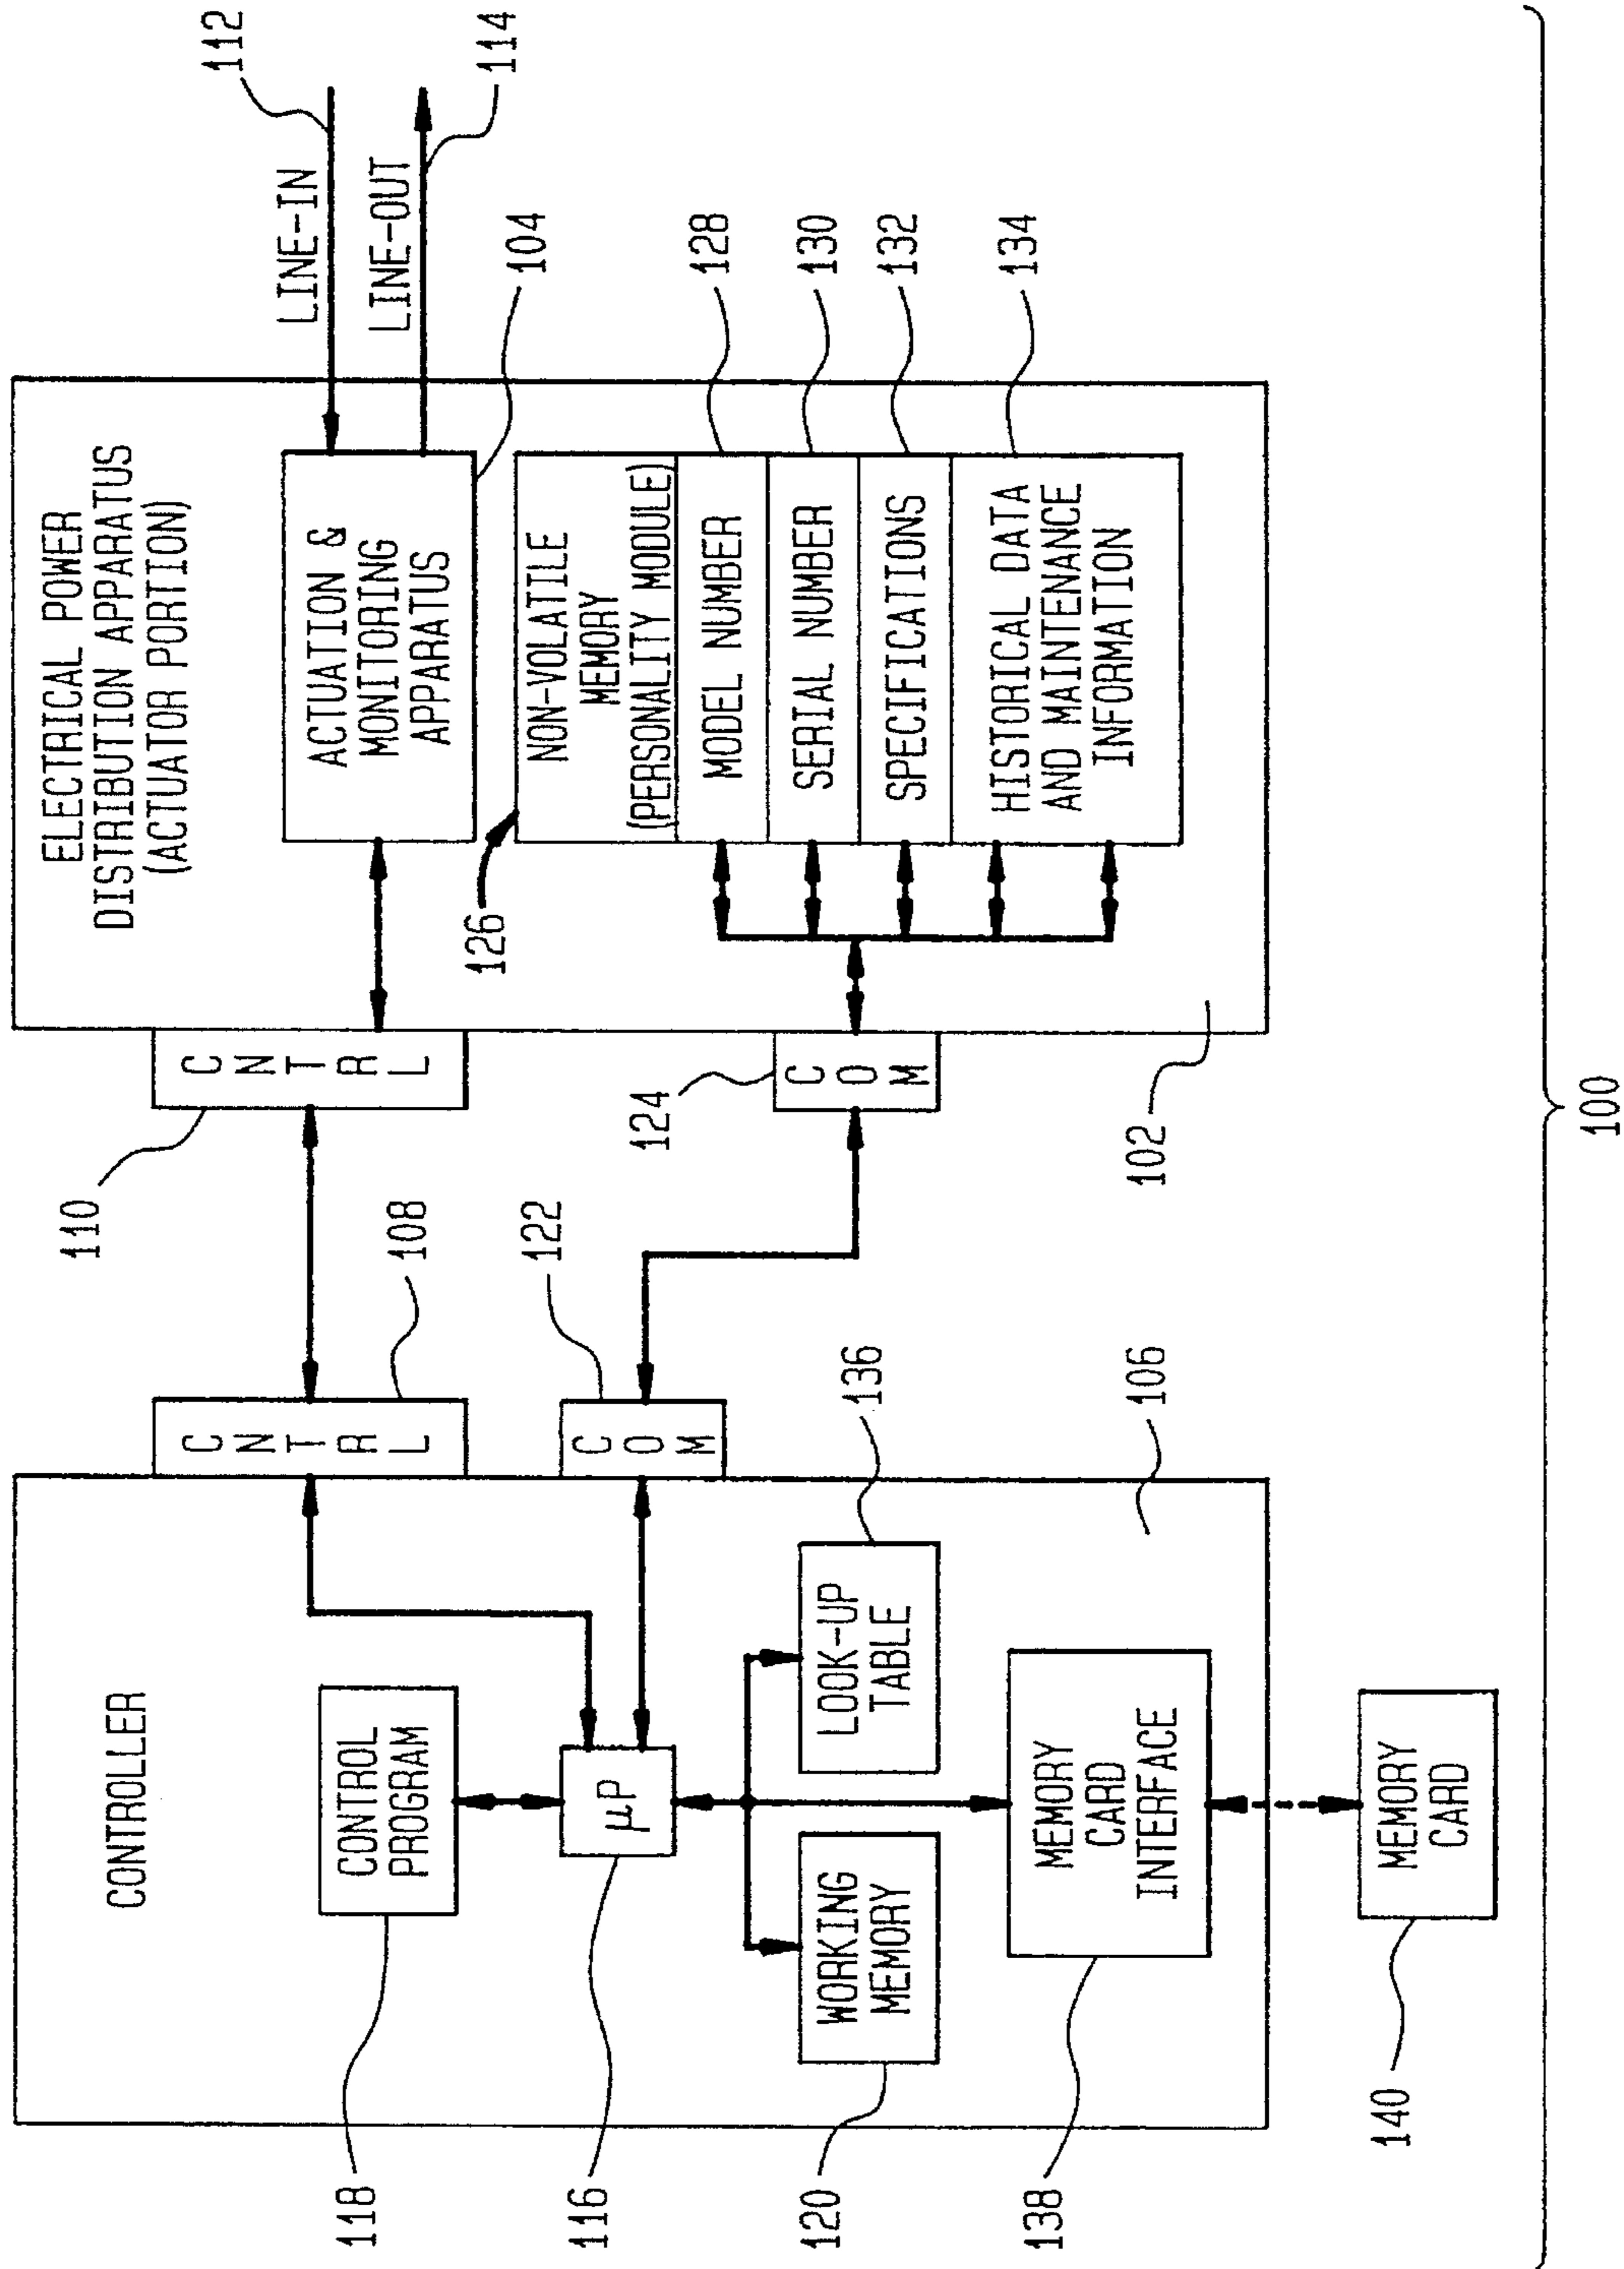 CONTROLLER
CONTROL
PROGRAM
118
μP
116
WORKING
MEMORY
120
LOOK-UP
TABLE
136
MEMORY
CARD
INTERFACE
138
106
MEMORY
CARD
140
CNTRL
108
COM
122
CNTRL
110
COM
124
102
ELECTRICAL POWER
DISTRIBUTION APPARATUS
(ACTUATOR PORTION)
ACTUATION &
MONITORING
APPARATUS
104
LINE-IN
112
LINE-OUT
114
126
NON-VOLATILE
MEMORY
(PERSONALITY MODULE)
MODEL NUMBER
128
SERIAL NUMBER
130
SPECIFICATIONS
132
HISTORICAL DATA
AND MAINTENANCE
INFORMATION
134
100